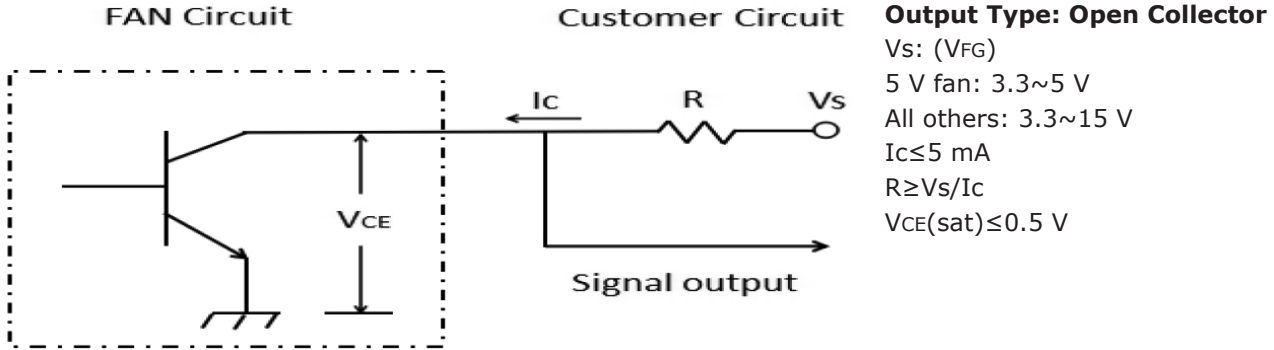 FAN Circuit
Customer Circuit
Ic
R
Vs
VCE
Signal output
Output Type: Open Collector
Vs: (VFG)
5 V fan: 3.3~5 V
All others: 3.3~15 V
Ic≤5 mA
R≥Vs/Ic
VCE(sat)≤0.5 V